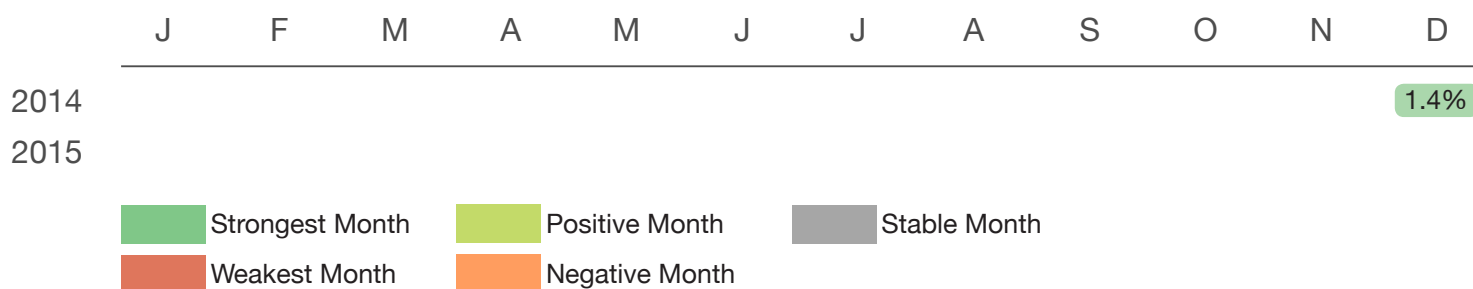 J F M A M J J A S O N D
2014 1.4%
2015
Strongest Month Positive Month Stable Month
Weakest Month Negative Month